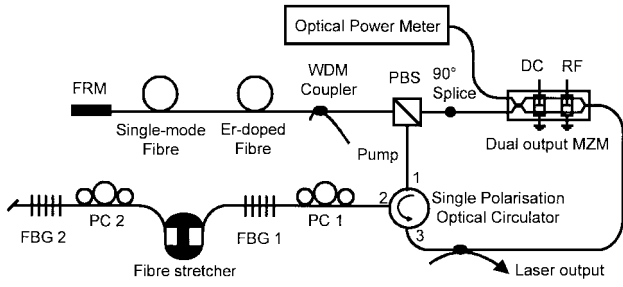 Optical Power Meter
FRM
WDM
Coupler
PBS
90°
Splice
DC
RF
Single-mode
Fibre
Er-doped
Fibre
Pump
Dual output MZM
1
2
3
Single Polarisation
Optical Circulator
PC 2
PC 1
FBG 2
FBG 1
Fibre stretcher
Laser output